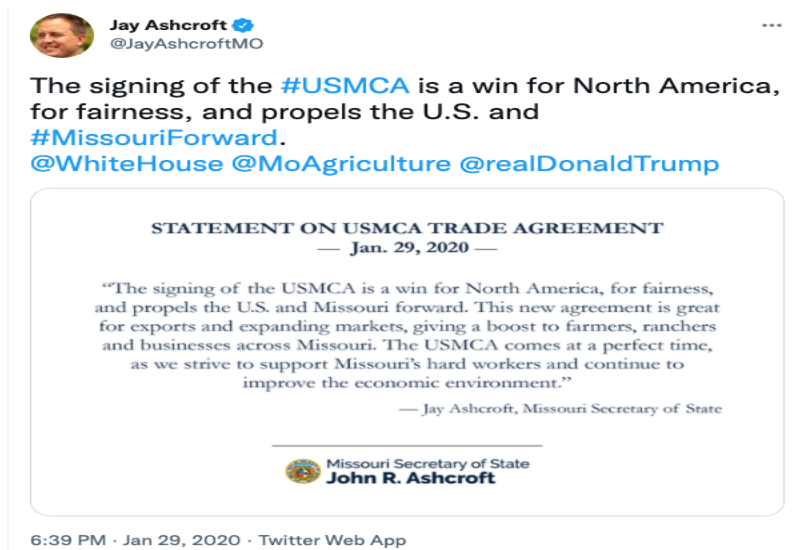 Jay Ashcroft
@JayAshcroftMO
The signing of the #USMCA is a win for North America,
for fairness, and propels the U.S. and
#MissouriForward.
@WhiteHouse @MoAgriculture @realDonaldTrump
STATEMENT ON USMCA TRADE AGREEMENT
— Jan. 29, 2020 —
“The signing of the USMCA is a win for North America, for fairness,
and propels the U.S. and Missouri forward. This new agreement is great
for exports and expanding markets, giving a boost to farmers, ranchers
and businesses across Missouri. The USMCA comes at a perfect time,
as we strive to support Missouri’s hard workers and continue to
improve the economic environment.”
— Jay Ashcroft, Missouri Secretary of State
Missouri Secretary of State
John R. Ashcroft
6:39 PM · Jan 29, 2020 · Twitter Web App